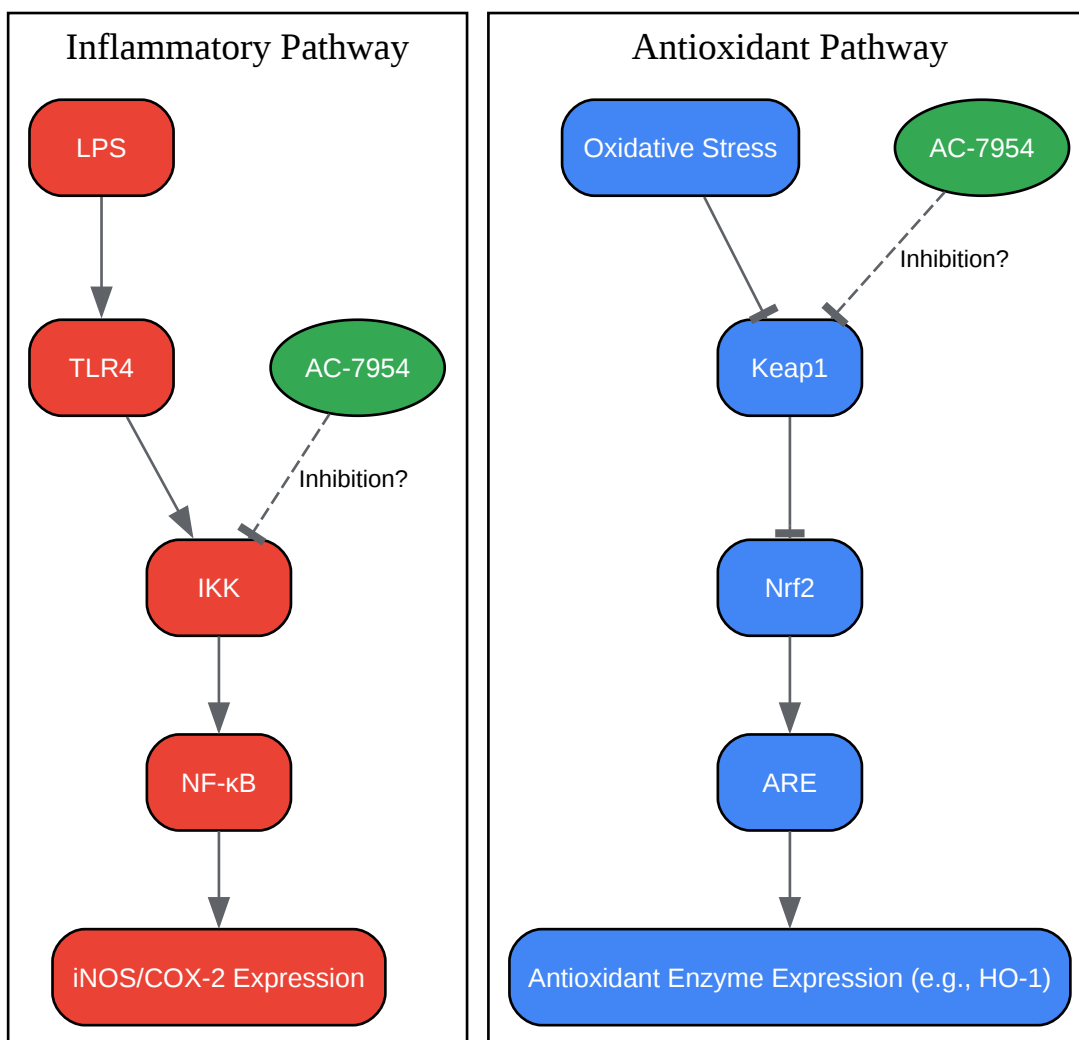 Inflammatory Pathway
LPS
TLR4
AC-7954
Inhibition?
IKK
NF-κB
iNOS/COX-2 Expression
Antioxidant Pathway
Oxidative Stress
AC-7954
Inhibition?
Keap1
Nrf2
ARE
Antioxidant Enzyme Expression (e.g., HO-1)